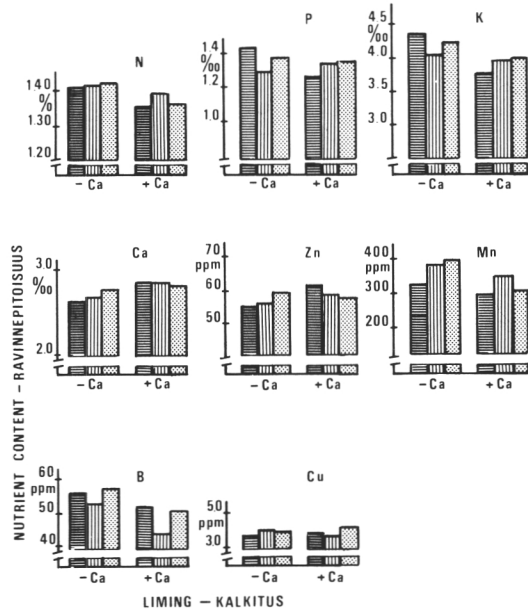 N
1.40
%
1.30
1.20
– Ca + Ca
P
1.4
‰
1.2
1.0
– Ca + Ca
K
4.5
‰
4.0
3.5
3.0
– Ca + Ca
Ca
3.0
‰
2.0
– Ca + Ca
Zn
70
ppm
60
50
– Ca + Ca
Mn
400
ppm
300
200
– Ca + Ca
B
60
ppm
50
40
– Ca + Ca
Cu
50
ppm
30
– Ca + Ca
NUTRIENT CONTENT – RAVINNEPITOISUUS
LIMING – KALKITUS